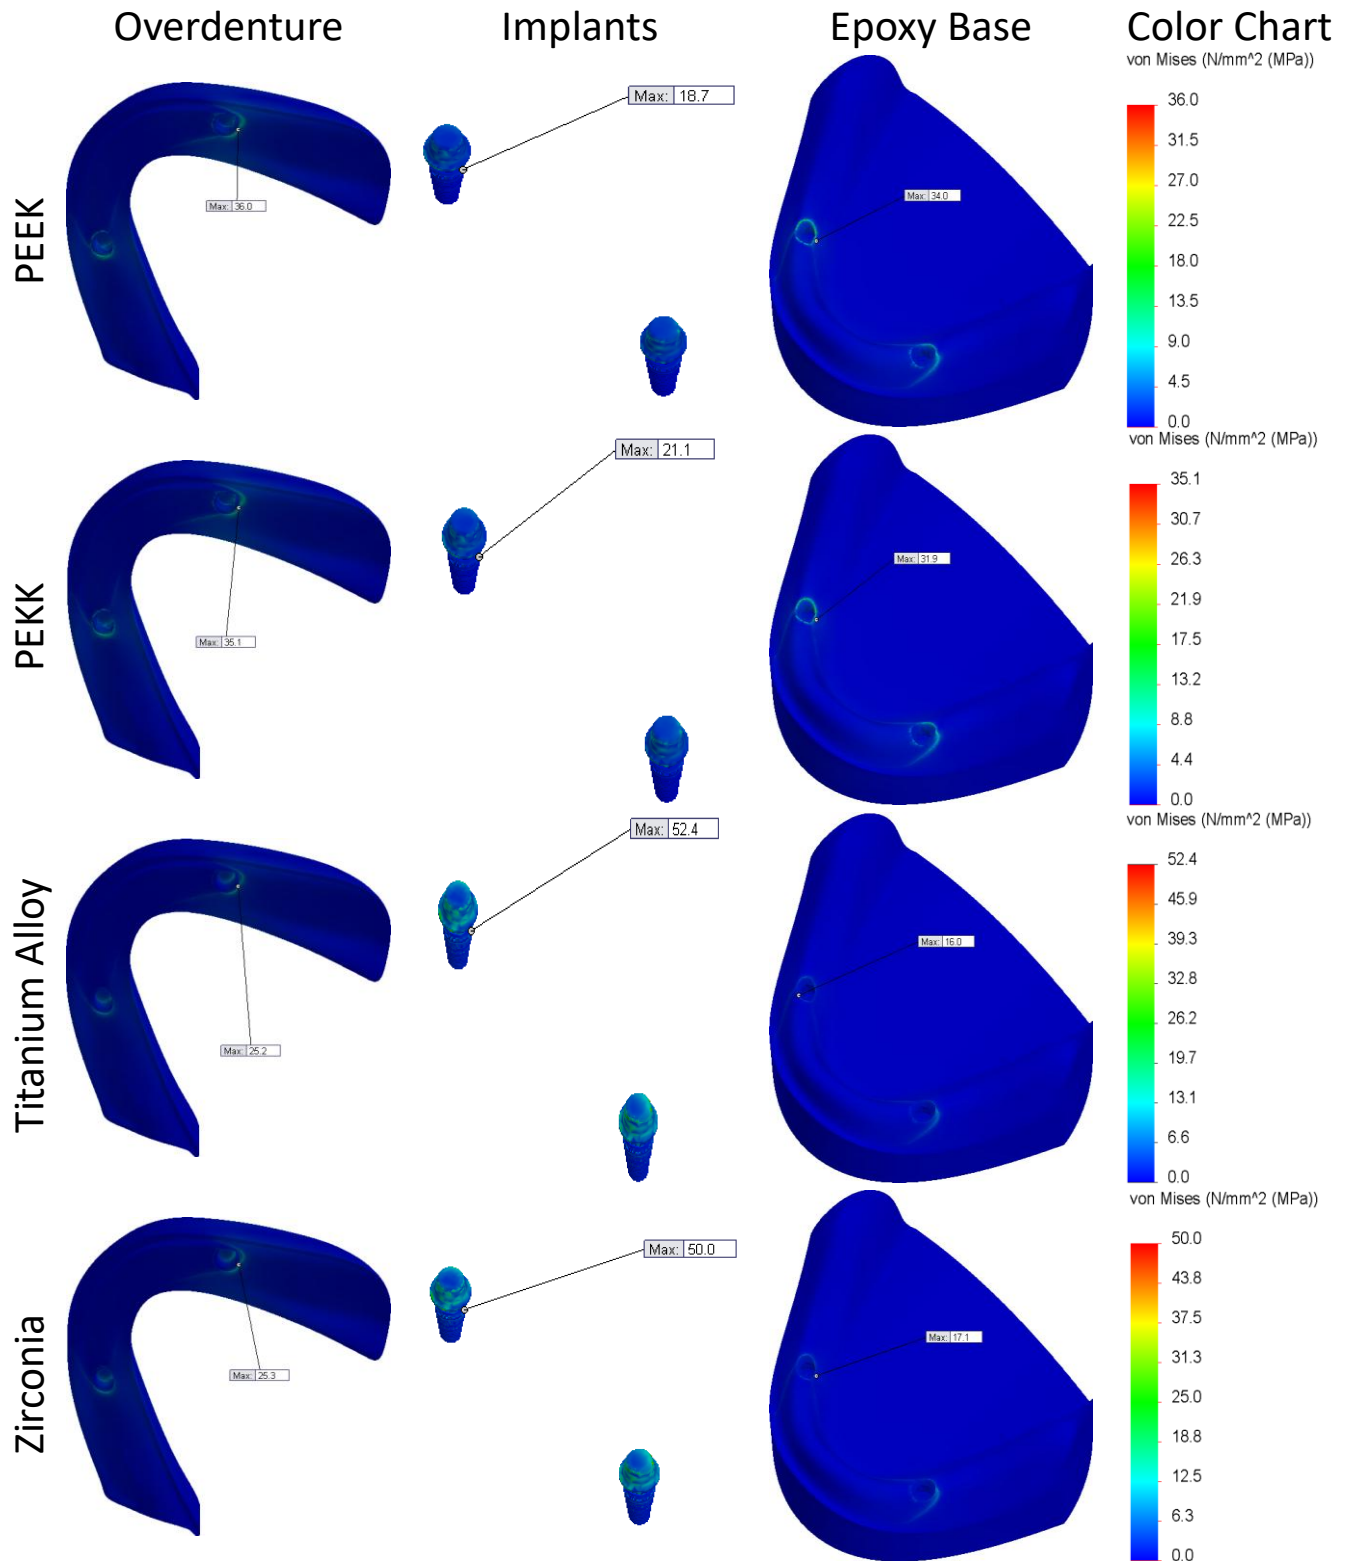 Overdenture Implants Epoxy Base Color Chart
von Mises (N/mm^2 (MPa))
PEEK
Max: 36.0
Max: 18.7
Max: 34.0
36.0
31.5
27.0
22.5
18.0
13.5
9.0
4.5
0.0
von Mises (N/mm^2 (MPa))
PEKK
Max: 35.1
Max: 21.1
Max: 31.9
35.1
30.7
26.3
21.9
17.5
13.2
8.8
4.4
0.0
von Mises (N/mm^2 (MPa))
Titanium Alloy
Max: 25.2
Max: 52.4
Max: 16.0
52.4
45.9
39.3
32.8
26.2
19.7
13.1
6.6
0.0
von Mises (N/mm^2 (MPa))
Zirconia
Max: 25.3
Max: 50.0
Max: 17.1
50.0
43.8
37.5
31.3
25.0
18.8
12.5
6.3
0.0